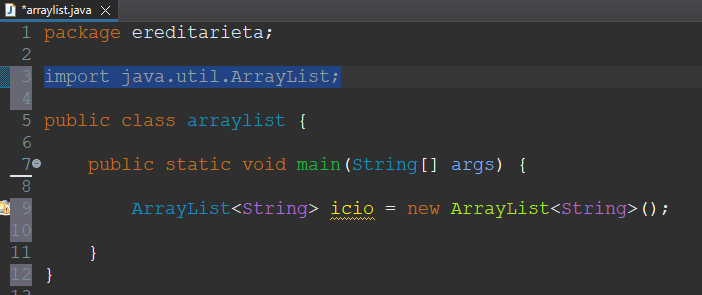 *arraylist.java
1 package ereditarieta;
2
3 import java.util.ArrayList;
4
5 public class arraylist {
6
7 public static void main(String[] args) {
8
9 ArrayList<String> icio = new ArrayList<String>();
10
11 }
12 }
13